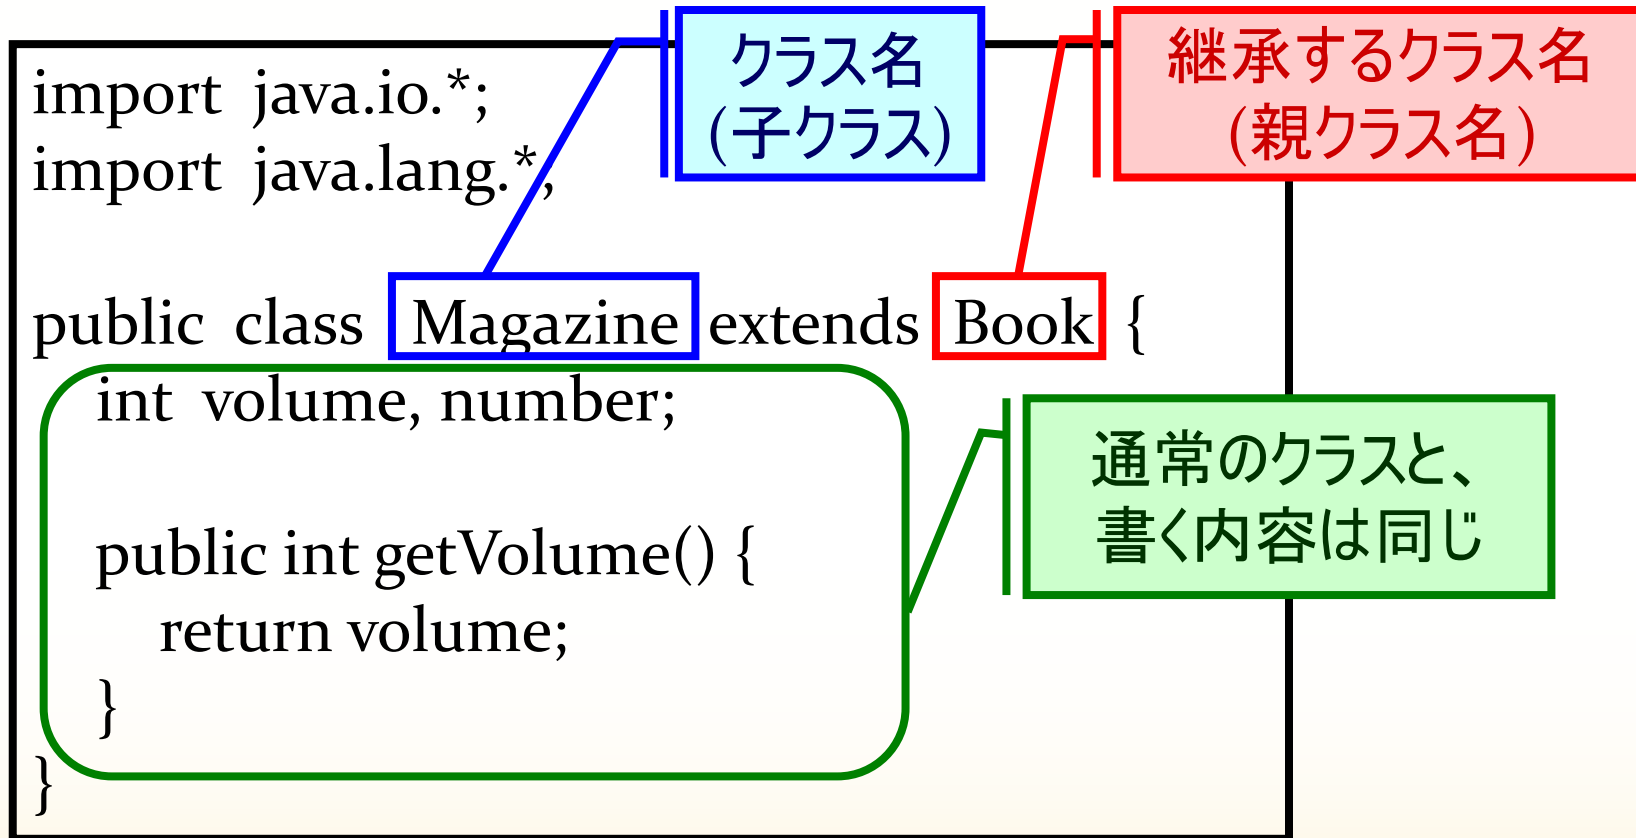 クラス名
(子クラス)
継承するクラス名
(親クラス名)
import java.io.*;
import java.lang.*;
public class Magazine extends Book {
int volume, number;
通常のクラスと、
書く内容は同じ
public int getVolume() {
return volume;
}
}